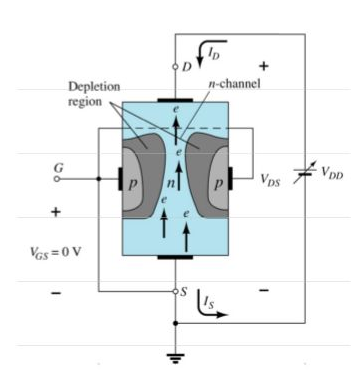 D
I_D
+
Depletion
region
n-channel
e
e
G
p
n
p
V_DS
V_DD
+
e
e
V_GS = 0 V
–
S
I_S
–